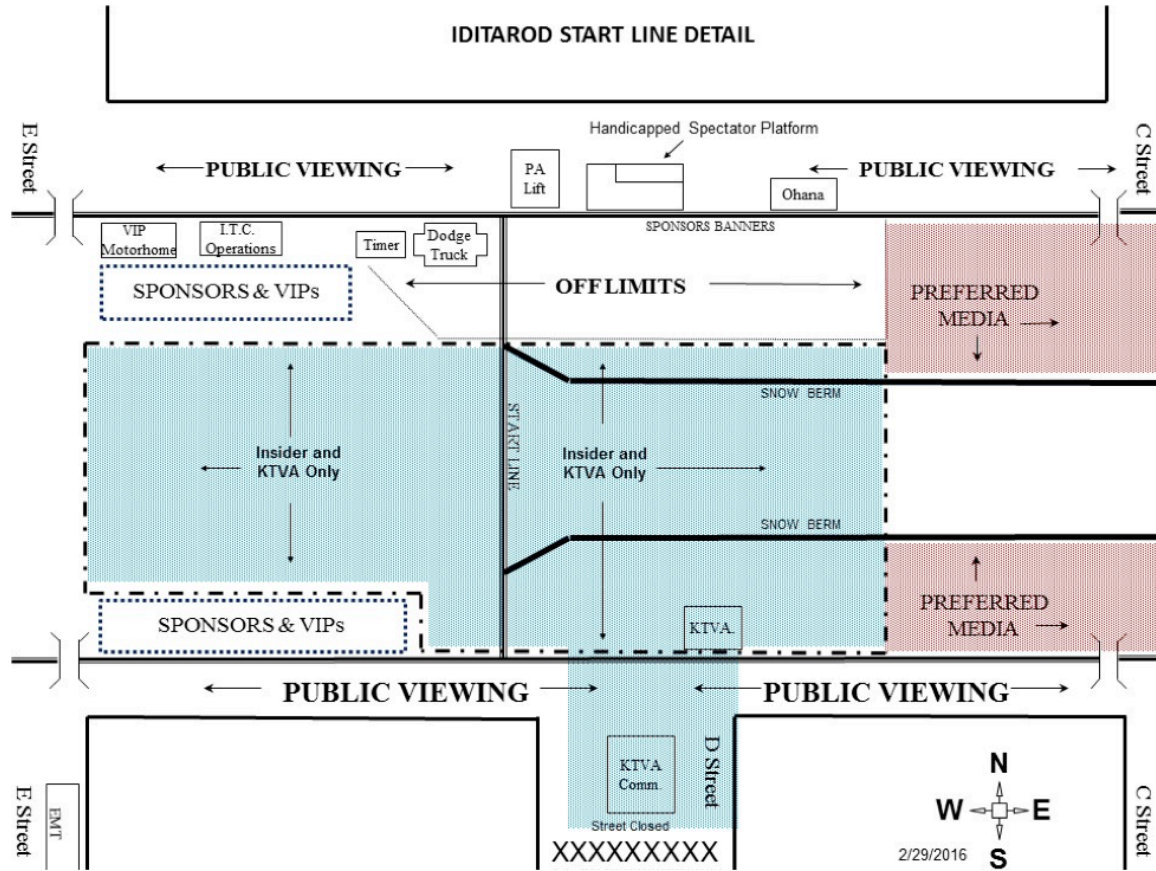 IDITAROD START LINE DETAIL
E Street
PUBLIC VIEWING
PA
Lift
Handicapped Spectator Platform
Ohana
PUBLIC VIEWING
C Street
VIP
Motorhome
I.T.C.
Operations
Timer
Dodge
Truck
SPONSORS BANNERS
SPONSORS & VIPs
OFF LIMITS
PREFERRED
MEDIA
SNOW BERM
START LINE
Insider and
KTVA Only
Insider and
KTVA Only
SNOW BERM
SPONSORS & VIPs
KTVA.
PREFERRED
MEDIA
PUBLIC VIEWING
PUBLIC VIEWING
E Street
EMT
KTVA
Comm.
D Street
Street Closed
XXXXXXXXX
N
W
E
S
2/29/2016
C Street